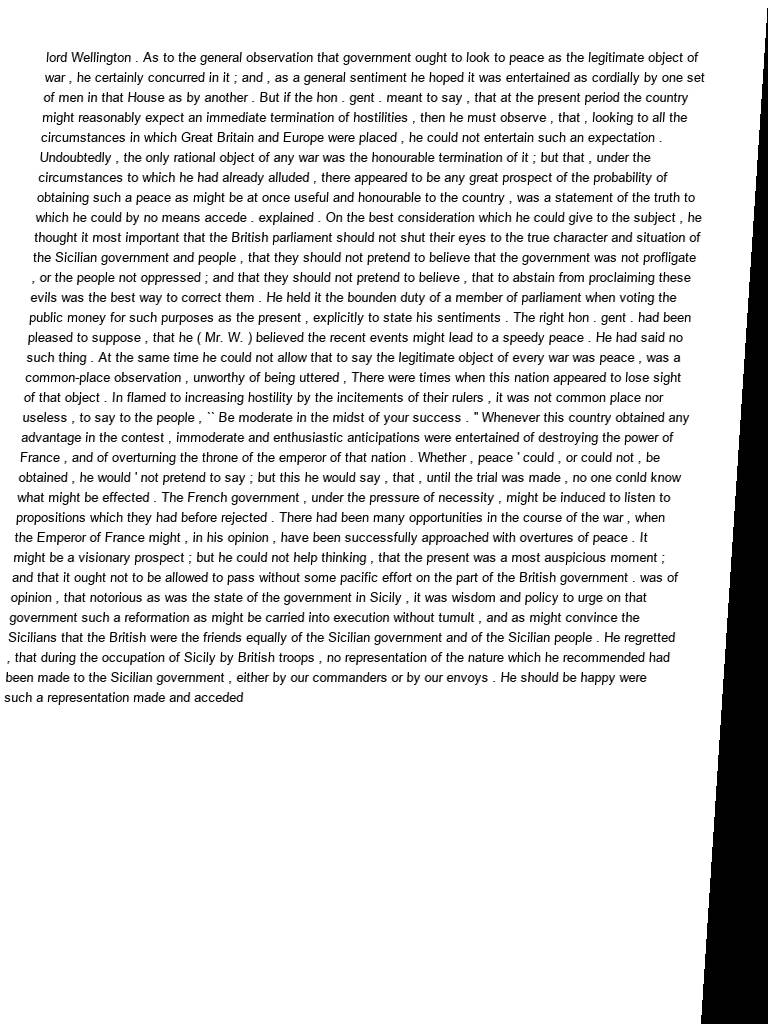 lord Wellington . As to the general observation that government ought to look to peace as the legitimate object of
war , he certainly concurred in it ; and , as a general sentiment he hoped it was entertained as cordially by one set
of men in that House as by another . But if the hon . gent . meant to say , that at the present period the country
might reasonably expect an immediate termination of hostilities , then he must observe , that , looking to all the
circumstances in which Great Britain and Europe were placed , he could not entertain such an expectation .
Undoubtedly , the only rational object of any war was the honourable termination of it ; but that , under the
circumstances to which he had already alluded , there appeared to be any great prospect of the probability of
obtaining such a peace as might be at once useful and honourable to the country , was a statement of the truth to
which he could by no means accede . explained . On the best consideration which he could give to the subject , he
thought it most important that the British parliament should not shut their eyes to the true character and situation of
the Sicilian government and people , that they should not pretend to believe that the government was not profligate
, or the people not oppressed ; and that they should not pretend to believe , that to abstain from proclaiming these
evils was the best way to correct them . He held it the bounden duty of a member of parliament when voting the
public money for such purposes as the present , explicitly to state his sentiments . The right hon . gent . had been
pleased to suppose , that he ( Mr. W. ) believed the recent events might lead to a speedy peace . He had said no
such thing . At the same time he could not allow that to say the legitimate object of every war was peace , was a
common-place observation , unworthy of being uttered , There were times when this nation appeared to lose sight
of that object . In flamed to increasing hostility by the incitements of their rulers , it was not common place nor
useless , to say to the people , `` Be moderate in the midst of your success . " Whenever this country obtained any
advantage in the contest , immoderate and enthusiastic anticipations were entertained of destroying the power of
France , and of overturning the throne of the emperor of that nation . Whether , peace ' could , or could not , be
obtained , he would ' not pretend to say ; but this he would say , that , until the trial was made , no one conld know
what might be effected . The French government , under the pressure of necessity , might be induced to listen to
propositions which they had before rejected . There had been many opportunities in the course of the war , when
the Emperor of France might , in his opinion , have been successfully approached with overtures of peace . It
might be a visionary prospect ; but he could not help thinking , that the present was a most auspicious moment ;
and that it ought not to be allowed to pass without some pacific effort on the part of the British government . was of
opinion , that notorious as was the state of the government in Sicily , it was wisdom and policy to urge on that
government such a reformation as might be carried into execution without tumult , and as might convince the
Sicilians that the British were the friends equally of the Sicilian government and of the Sicilian people . He regretted
, that during the occupation of Sicily by British troops , no representation of the nature which he recommended had
been made to the Sicilian government , either by our commanders or by our envoys . He should be happy were
such a representation made and acceded